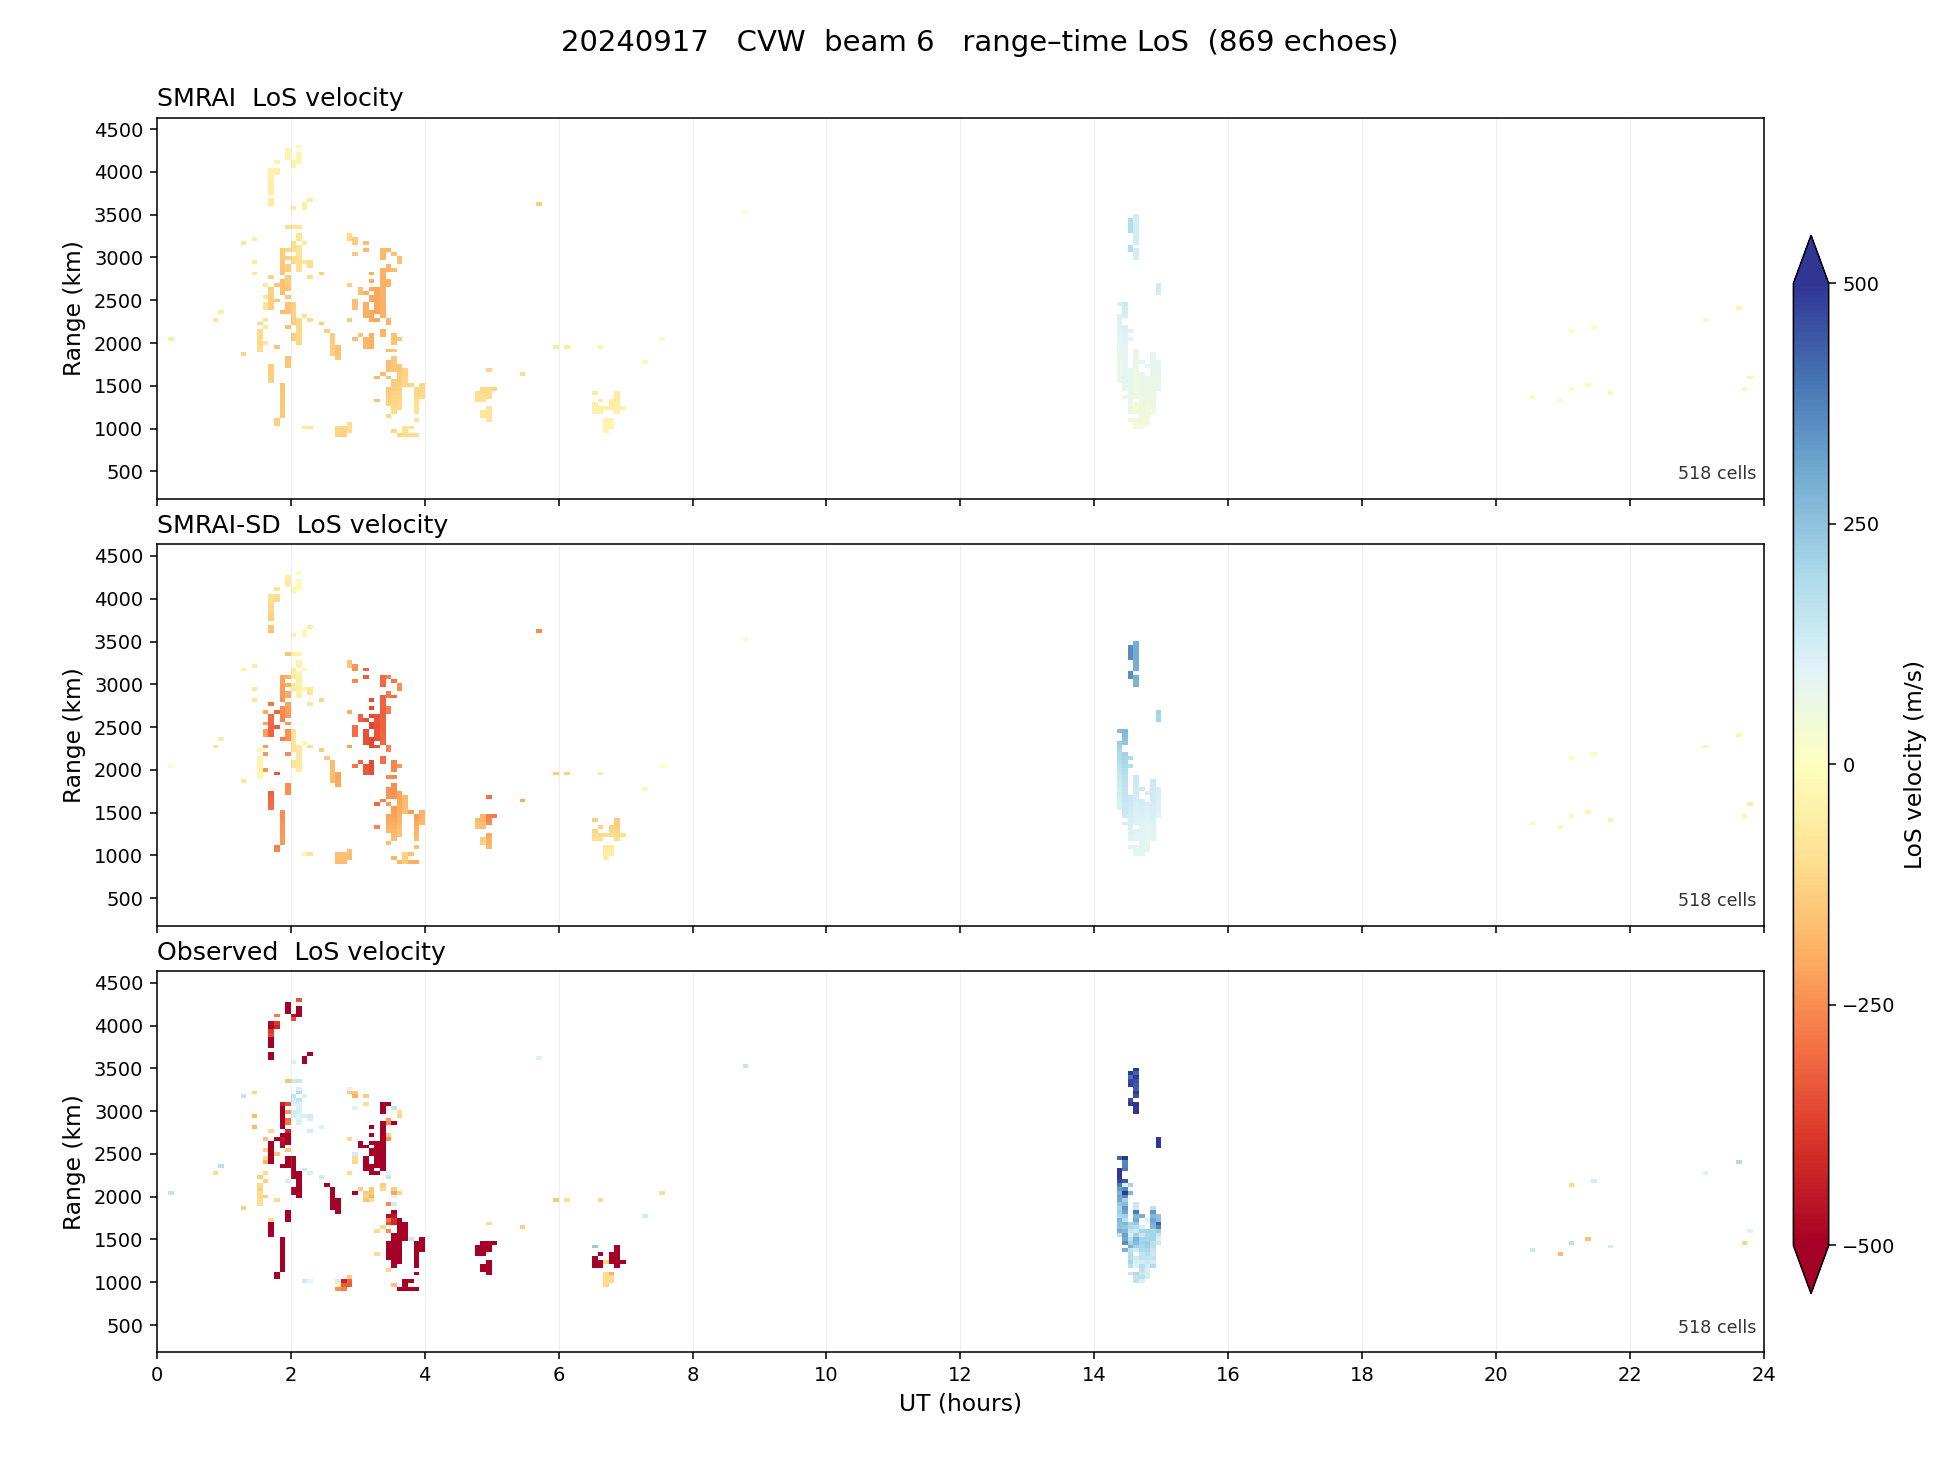 20240917   CVW  beam 6   range–time LoS  (869 echoes)
SMRAI  LoS velocity
4500
4000
3500
3000
2500
2000
1500
1000
500
Range (km)
518 cells
SMRAI-SD  LoS velocity
4500
4000
3500
3000
2500
2000
1500
1000
500
Range (km)
518 cells
Observed  LoS velocity
4500
4000
3500
3000
2500
2000
1500
1000
500
Range (km)
518 cells
0 2 4 6 8 10 12 14 16 18 20 22 24
UT (hours)
500
250
0
−250
−500
LoS velocity (m/s)